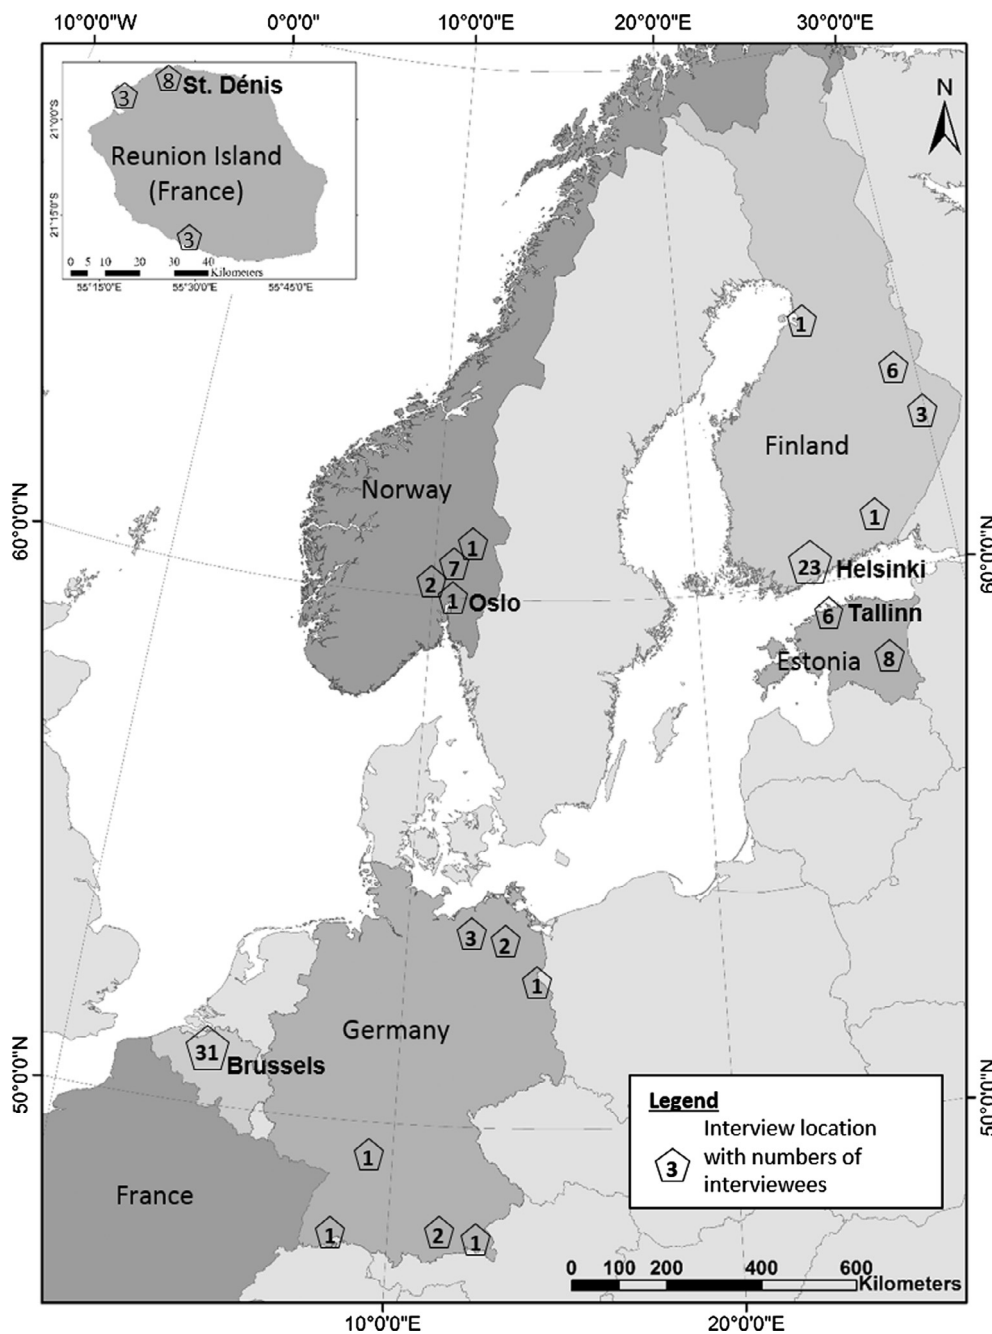 10°0'0"W
0°0'0"
10°0'0"E
20°0'0"E
30°0'0"E
8
St. Dénis
3
21°0'0"S
Reunion Island
(France)
21°15'0"S
3
0 5 10 20 30 40
Kilometers
55°15'0"E
55°30'0"E
55°45'0"E
N
1
6
3
Finland
Norway
1
1
60°0'0"N
7
2
23
Helsinki
60°0'0"N
1
Oslo
6
Tallinn
Estonia
8
3
2
1
Germany
31
Brussels
50°0'0"N
50°0'0"N
Legend
Interview location
with numbers of
interviewees
3
1
France
1
2
1
0 100 200 400 600
Kilometers
10°0'0"E
20°0'0"E